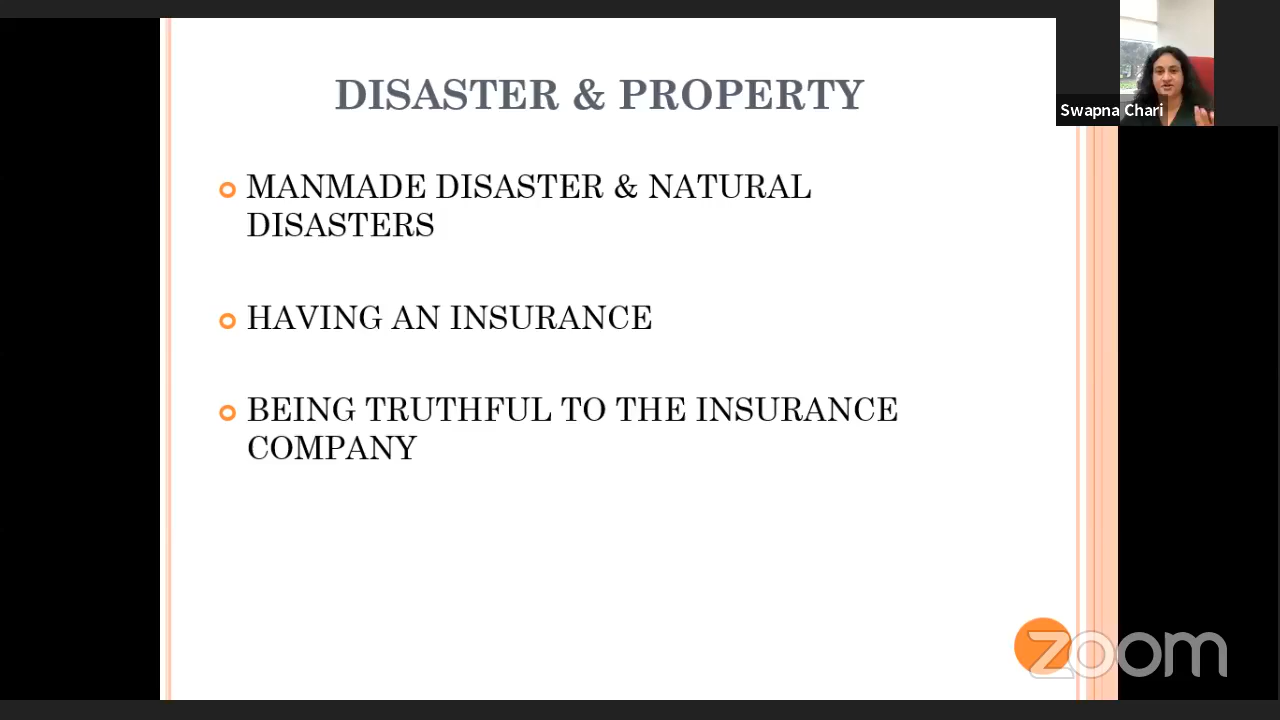 DISASTER & PROPERTY
Swapna Chari
MANMADE DISASTER & NATURAL
DISASTERS
HAVING AN INSURANCE
BEING TRUTHFUL TO THE INSURANCE
COMPANY
zoom